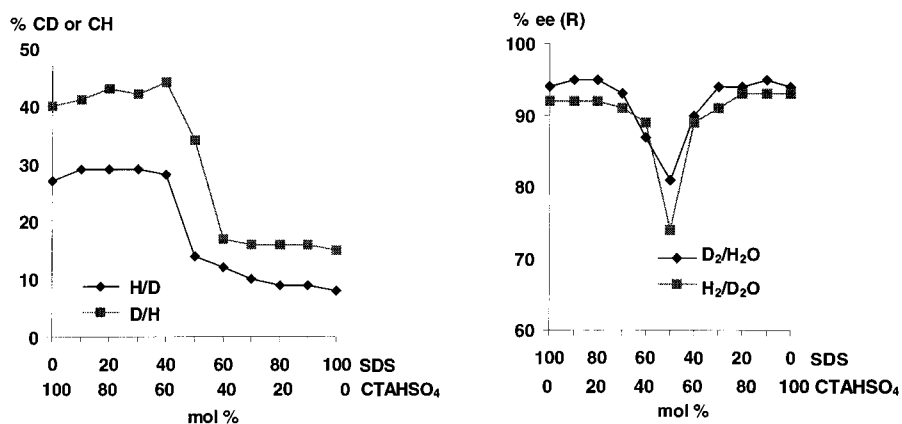 % CD or CH
50
40
30
20
10
0
H/D
D/H
0 20 40 60 80 100 SDS
100 80 60 40 20 0 CTAHSO₄
mol %
% ee (R)
100
90
80
70
60
D₂/H₂O
H₂/D₂O
100 80 60 40 20 0 SDS
0 20 40 60 80 100 CTAHSO₄
mol %